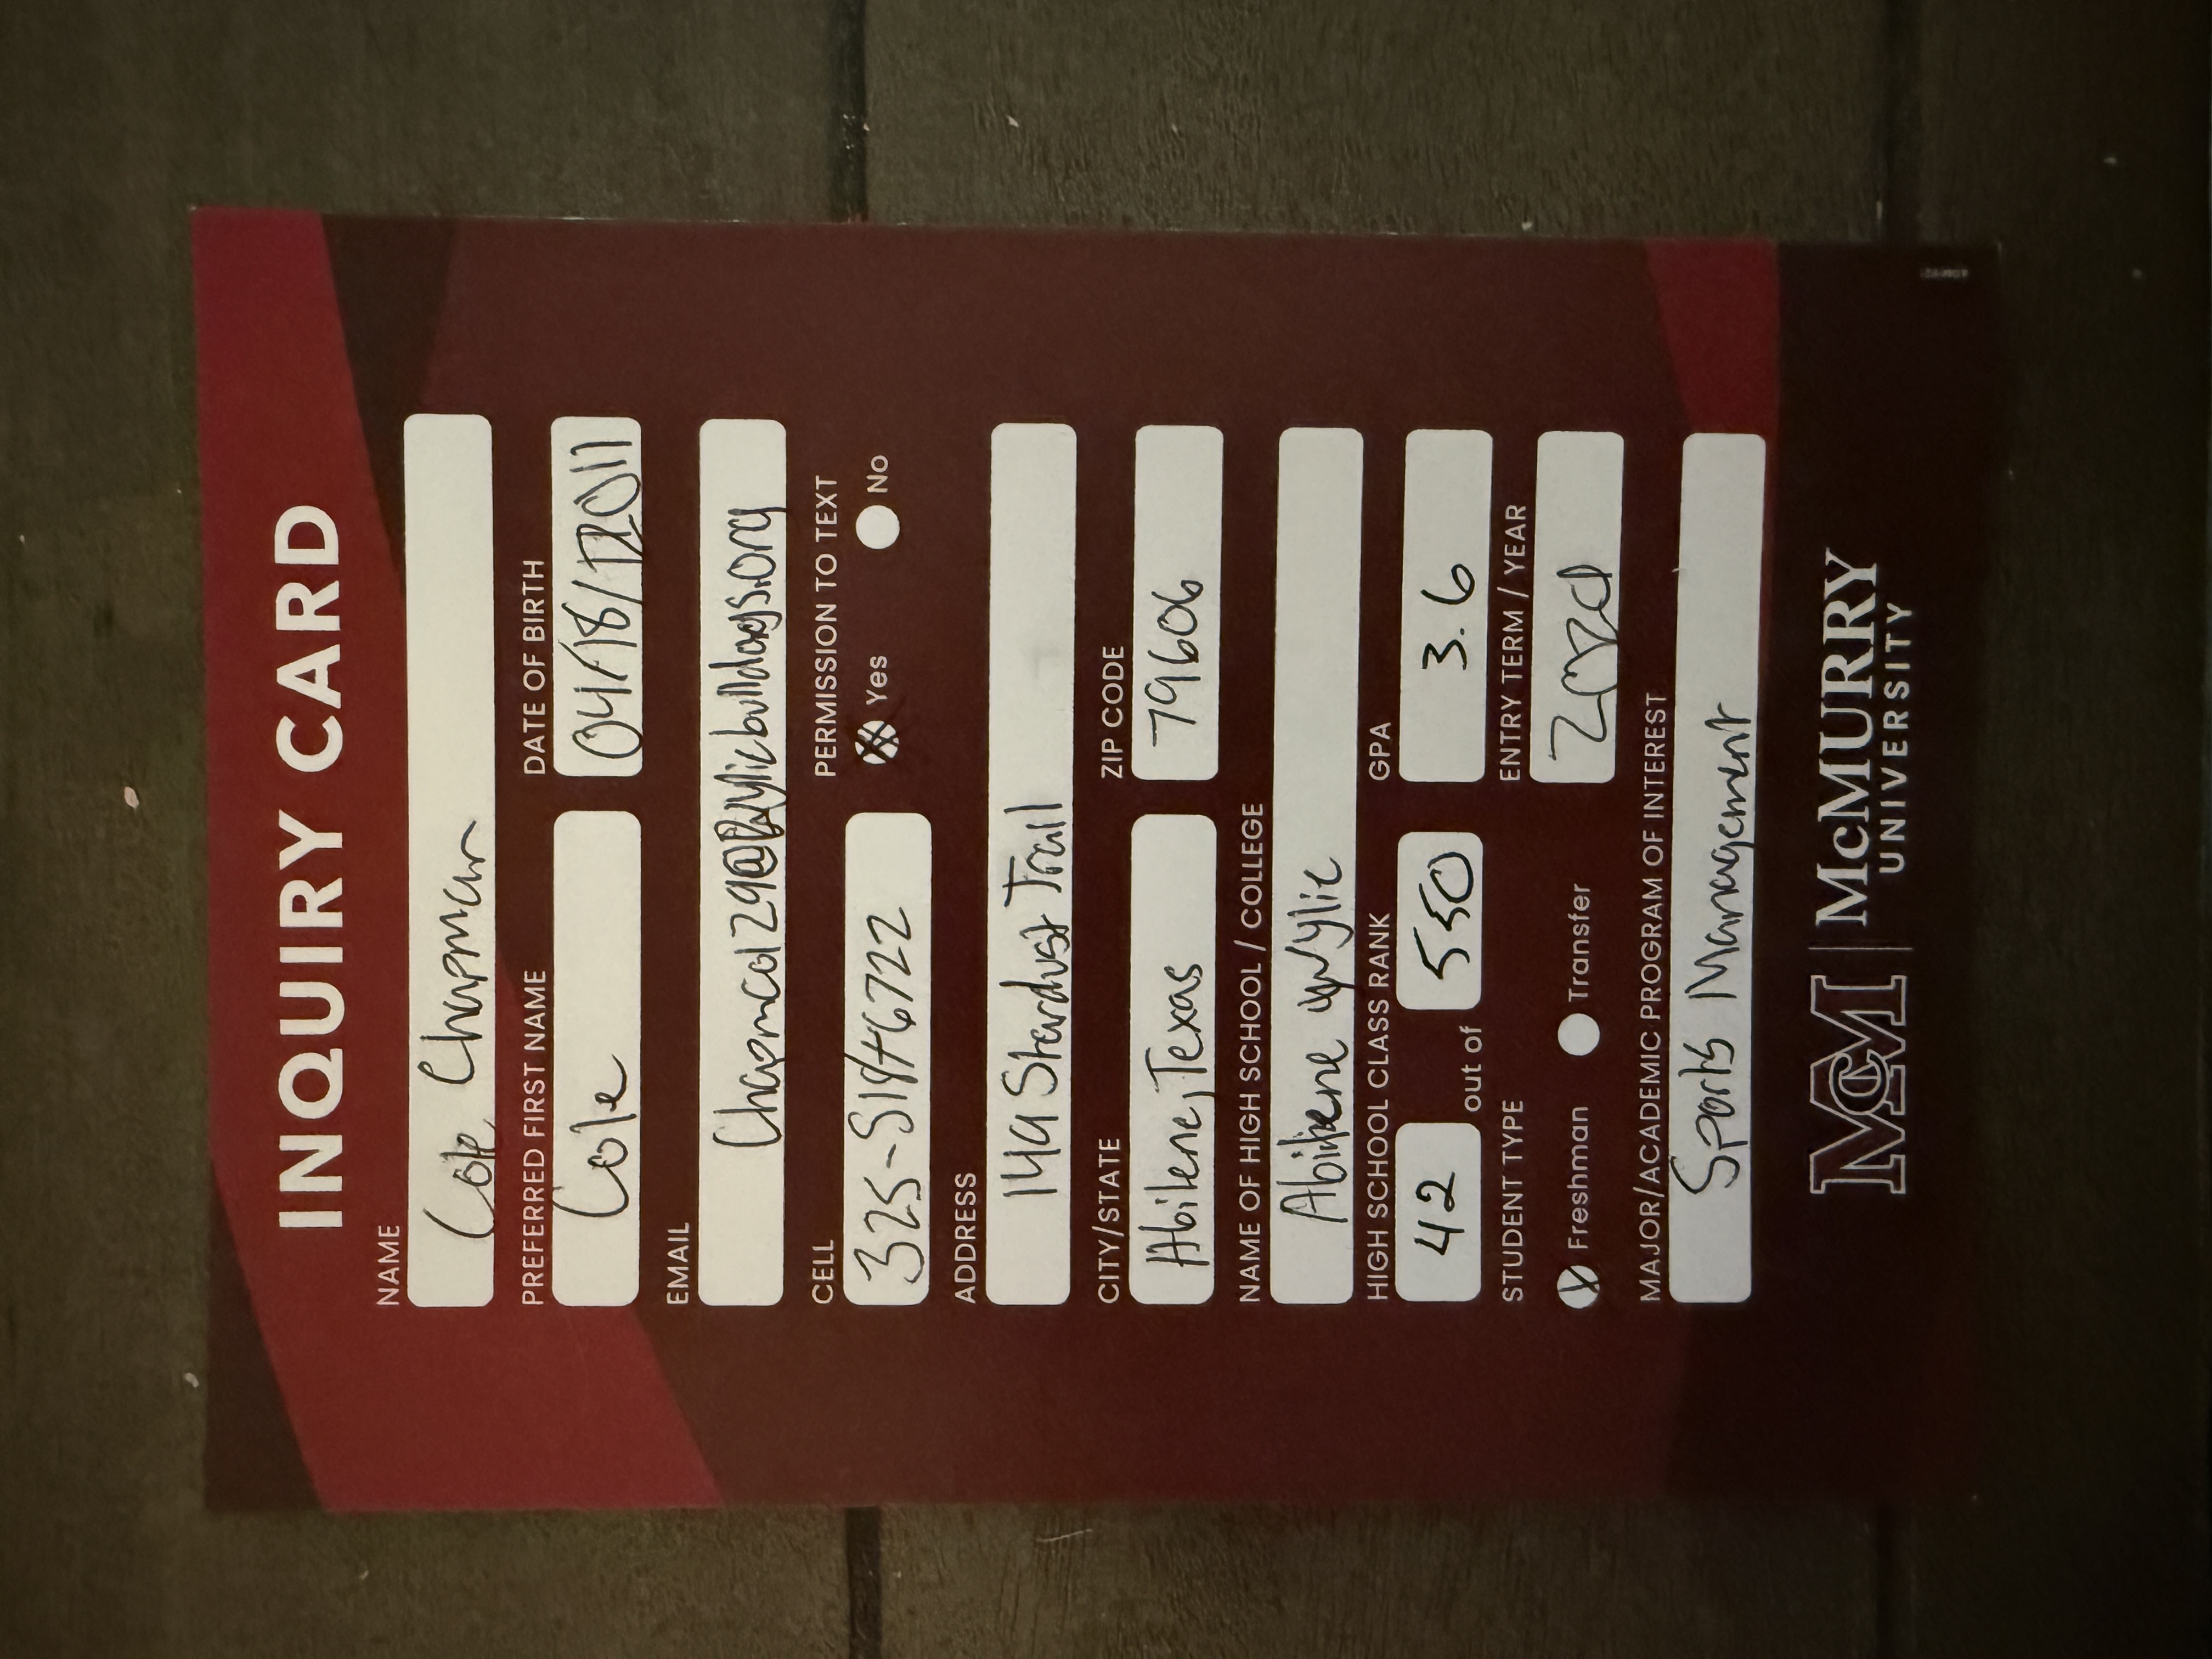 INQUIRY CARD
NAME
Cole Chapman
PREFERRED FIRST NAME
Cole
DATE OF BIRTH
04/18/2011
EMAIL
Chapmcol29@wyliebulldogs.org
CELL
325-518-6722
PERMISSION TO TEXT
Yes
No
ADDRESS
149 Stardust Trail
CITY/STATE
Abilene, Texas
ZIP CODE
79606
NAME OF HIGH SCHOOL / COLLEGE
Abilene Wylie
HIGH SCHOOL CLASS RANK
42 out of 550
GPA
3.6
STUDENT TYPE
Freshman
Transfer
ENTRY TERM / YEAR
MAJOR/ACADEMIC PROGRAM OF INTEREST
Sports Management
McM
McMURRY
UNIVERSITY